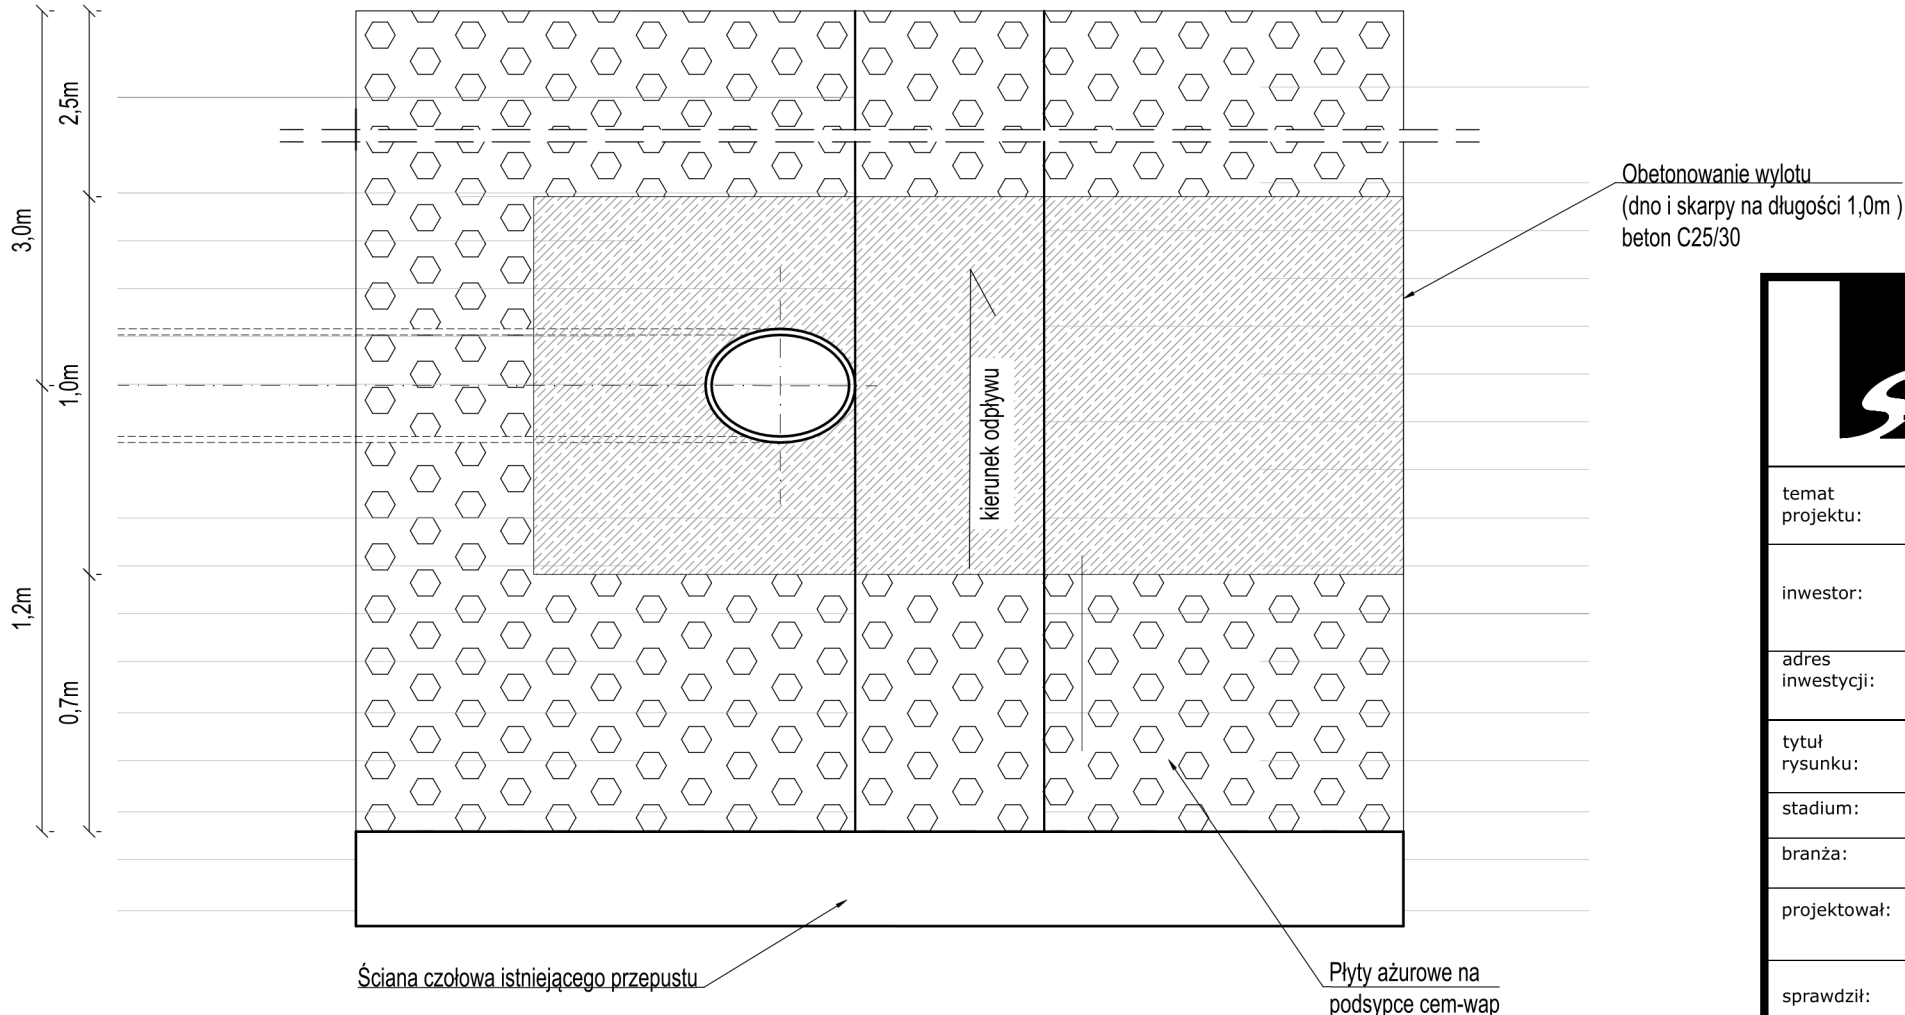 2,5m
3,0m
1,0m
1,2m
0,7m
kierunek odpływu
Obetonowanie wylotu
(dno i skarpy na długości 1,0m )
beton C25/30
Ściana czołowa istniejącego przepustu
Płyty ażurowe na
podsypce cem-wap
temat
projektu:
inwestor:
adres
inwestycji:
tytuł
rysunku:
stadium:
branża:
projektował:
sprawdził: